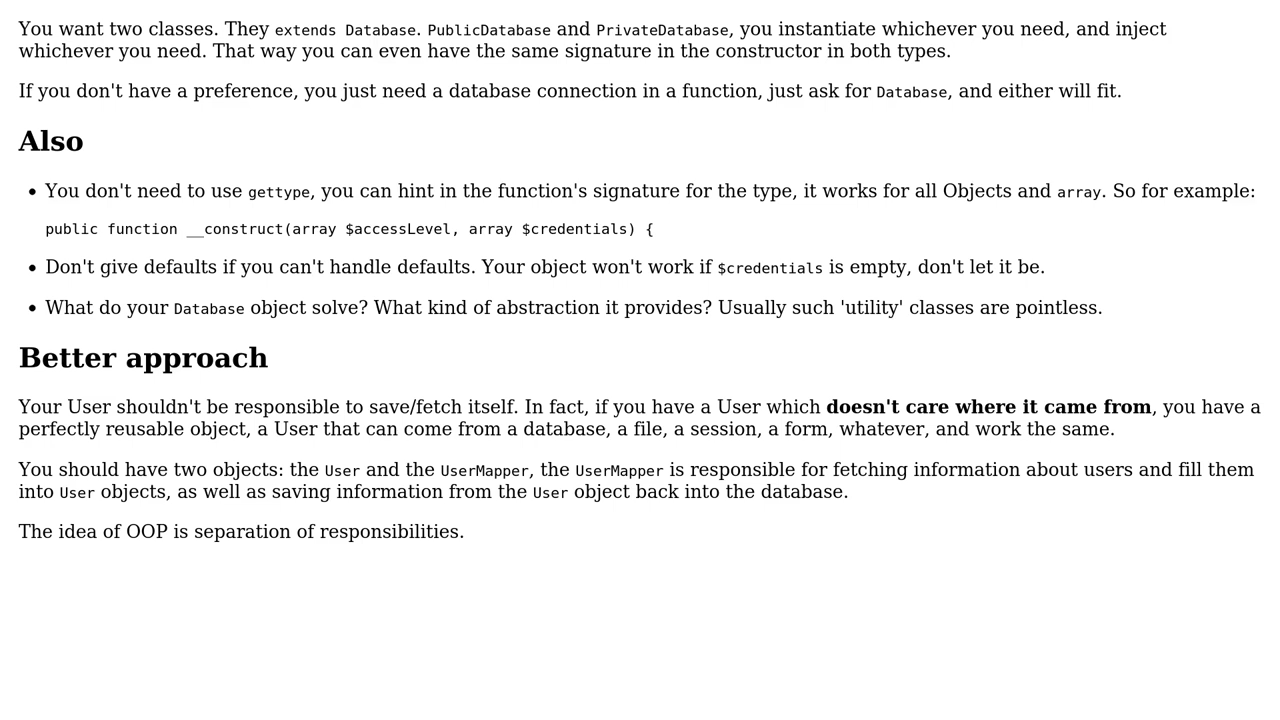 You want two classes. They extends Database. PublicDatabase and PrivateDatabase, you instantiate whichever you need, and inject
whichever you need. That way you can even have the same signature in the constructor in both types.
If you don't have a preference, you just need a database connection in a function, just ask for Database, and either will fit.
Also
• You don't need to use gettype, you can hint in the function's signature for the type, it works for all Objects and array. So for example:
public function __construct(array $accessLevel, array $credentials) {
• Don't give defaults if you can't handle defaults. Your object won't work if $credentials is empty, don't let it be.
• What do your Database object solve? What kind of abstraction it provides? Usually such 'utility' classes are pointless.
Better approach
Your User shouldn't be responsible to save/fetch itself. In fact, if you have a User which doesn't care where it came from, you have a
perfectly reusable object, a User that can come from a database, a file, a session, a form, whatever, and work the same.
You should have two objects: the User and the UserMapper, the UserMapper is responsible for fetching information about users and fill them
into User objects, as well as saving information from the User object back into the database.
The idea of OOP is separation of responsibilities.